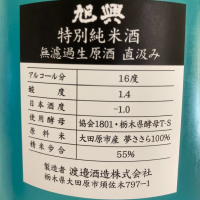 旭興
特別純米酒
無濾過生原酒 直汲み
アルコール分 16度
酸度 1.4
日本酒度 -1.0
使用酵母 協会1801・栃木県酵母T-S
原料米 大田原市産 夢ささら100%
精米歩合 55%
製造者 渡邉酒造株式会社
栃木県大田原市須佐木797-1